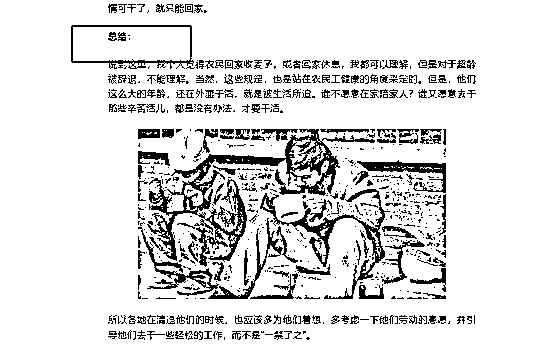 情可干了，就只能回家。
总结：
说到这里，我个人觉得农民回家收麦子，或者回家休息，我都可以理解，但是对于超龄
被辞退，不能理解。当然，这些规定，也是站在农民工健康的角度来定的。但是，他们
这么大的年龄，还在外面干活，就是被生活所迫。谁不愿意在家陪家人？谁又愿意去干
那些辛苦活儿，都是没有办法，才要干活。
所以各地在清退他们的时候，也应该多为他们着想，多考虑一下他们劳动的意愿，并引
导他们去干一些轻松的工作，而不是“一禁了之”。